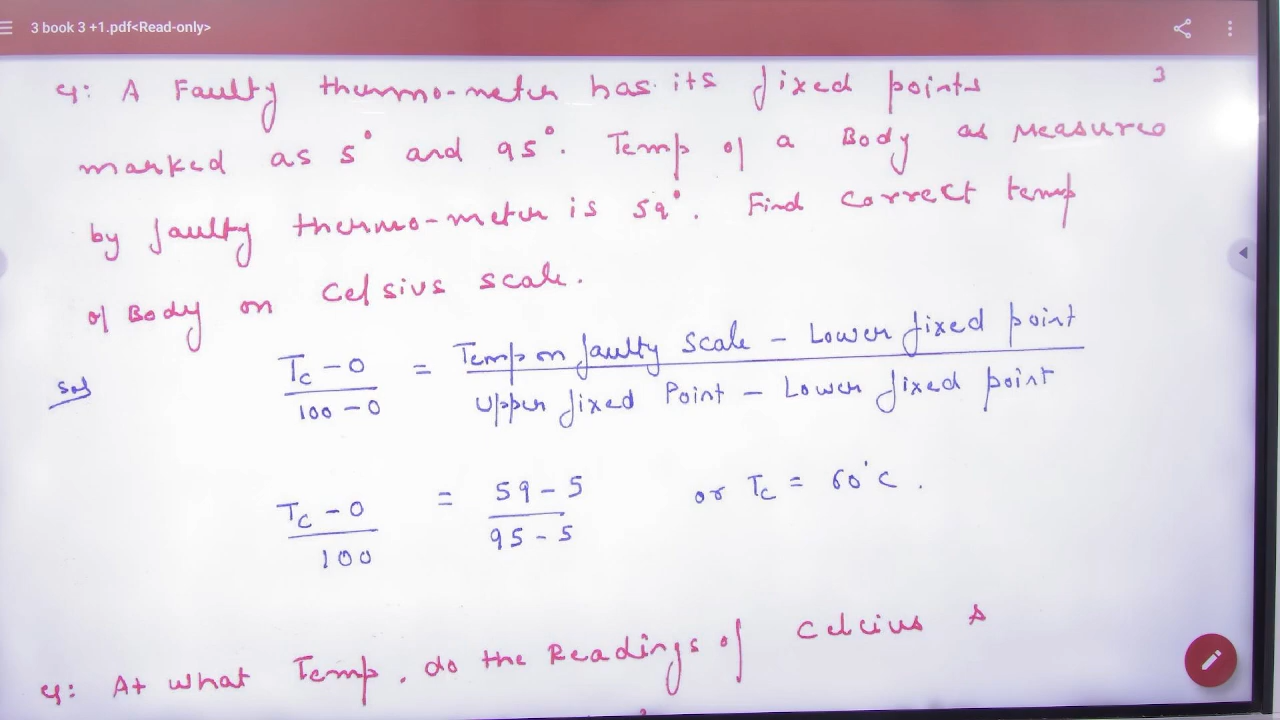 3 book 3 +1.pdf<Read-only>
3
q: A Faulty thermo-meter has its fixed points
marked as 5° and 95°. Temp of a Body as Measured
by faulty thermo-meter is 59°. Find correct temp
of Body on Celsius scale.
Sol
Tc - 0 / 100 - 0 = Temp on faulty scale - Lower fixed point / Upper fixed Point - Lower fixed point
Tc - 0 / 100 = 59 - 5 / 95 - 5 or Tc = 60°C.
q: At what Temp. do the Readings of Celcius &